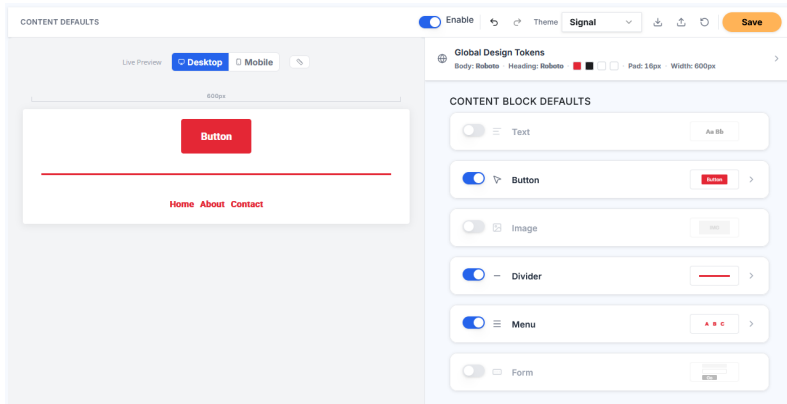 CONTENT DEFAULTS
Enable
Theme
Signal
Save
Live Preview
Desktop
Mobile
600px
Button
Home About Contact
Global Design Tokens
Body: Roboto · Heading: Roboto · Pad: 16px · Width: 600px
CONTENT BLOCK DEFAULTS
Text
Aa Bb
Button
Button
Image
Divider
Menu
A B C
Form